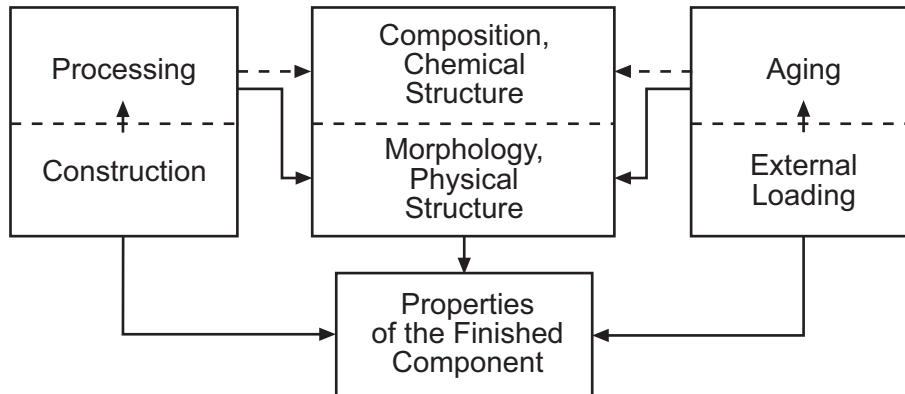 Processing
Construction
Composition,
Chemical
Structure
Morphology,
Physical
Structure
Aging
External
Loading
Properties
of the Finished
Component